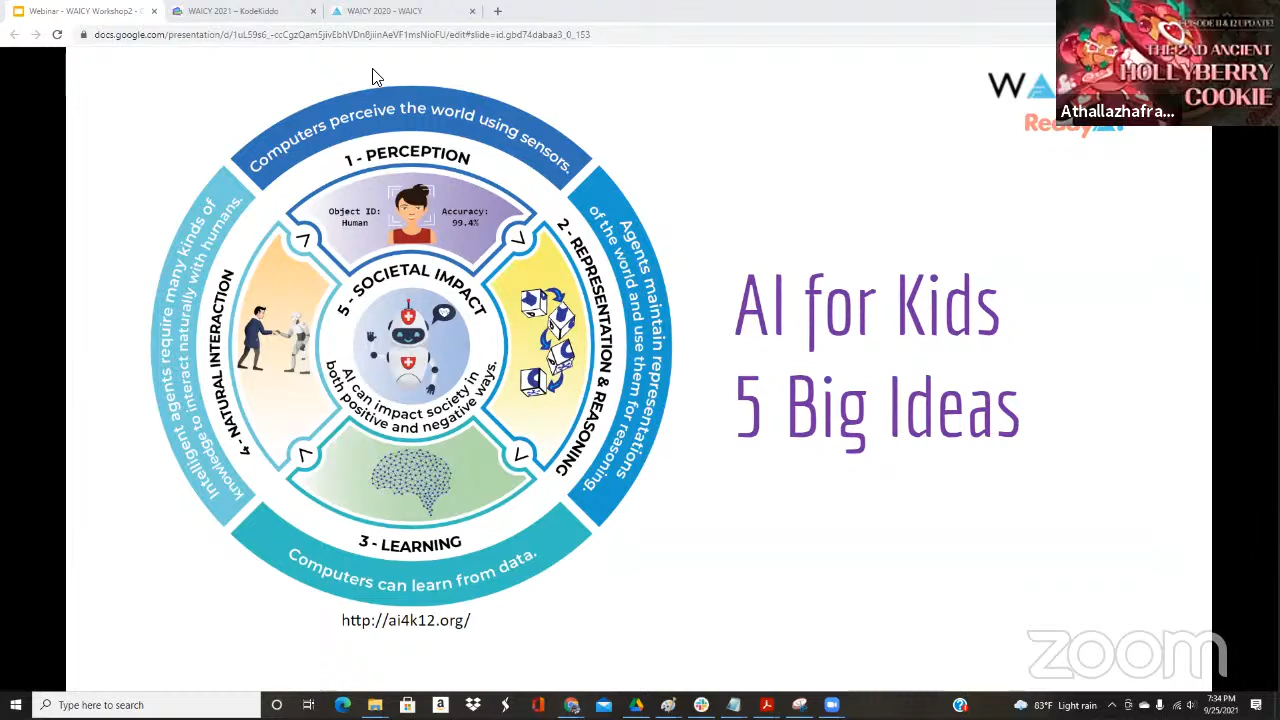 Webinar - WAICY Workshop2 - G
WAICY 2021 – KodeKiddo
WAICY 2020 - WAICY
EPISODE 11 & 12 UPDATE!
THE 2ND ANCIENT
HOLLYBERRY
COOKIE
Athallazhafra...
Computers perceive the world using sensors.
1 - PERCEPTION
Object ID:
Human
Accuracy:
99.4%
Agents maintain representations
of the world and use them for reasoning.
2 - REPRESENTATION & REASONING
3 - LEARNING
Computers can learn from data.
Intelligent agents require many kinds of
knowledge to interact naturally with humans.
4 - NATURAL INTERACTION
5 - SOCIETAL IMPACT
AI can impact society in
both positive and negative ways.
http://ai4k12.org/
AI for Kids
5 Big Ideas
zoom
Type here to search
83°F Light rain
7:34 PM
9/25/2021